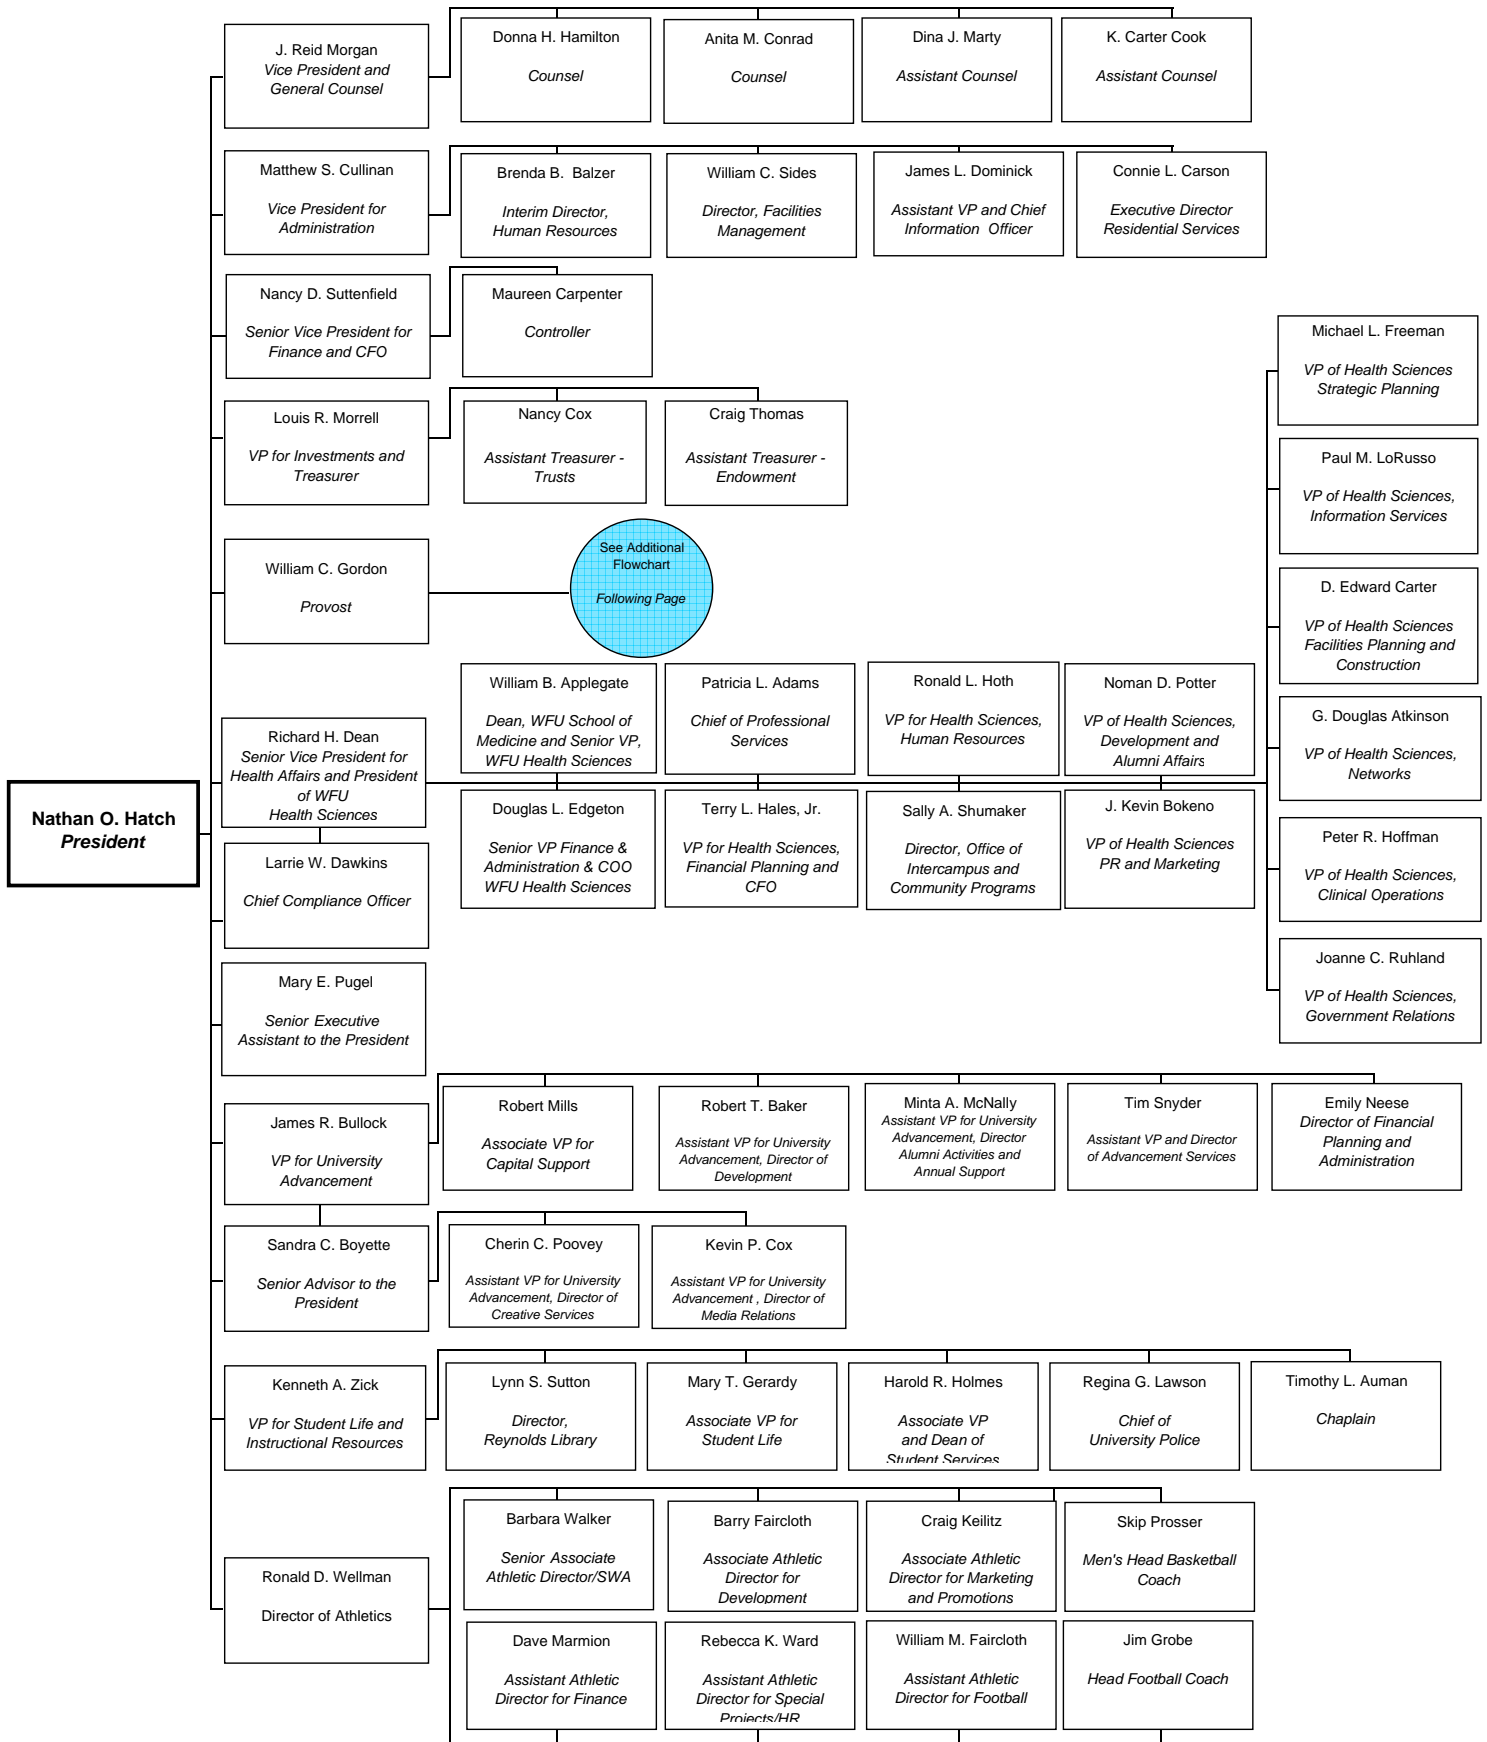 J. Reid Morgan
Vice President and
General Counsel
Donna H. Hamilton
Counsel
Anita M. Conrad
Counsel
Dina J. Marty
Assistant Counsel
K. Carter Cook
Assistant Counsel
Matthew S. Cullinan
Vice President for
Administration
Brenda B. Balzer
Interim Director,
Human Resources
William C. Sides
Director, Facilities
Management
James L. Dominick
Assistant VP and Chief
Information Officer
Connie L. Carson
Executive Director
Residential Services
Nancy D. Suttenfield
Senior Vice President for
Finance and CFO
Maureen Carpenter
Controller
Louis R. Morrell
VP for Investments and
Treasurer
Nancy Cox
Assistant Treasurer -
Trusts
Craig Thomas
Assistant Treasurer -
Endowment
William C. Gordon
Provost
See Additional
Flowchart
Following Page
Nathan O. Hatch
President
Richard H. Dean
Senior Vice President for
Health Affairs and President
of WFU
Health Sciences
William B. Applegate
Dean, WFU School of
Medicine and Senior VP,
WFU Health Sciences
Patricia L. Adams
Chief of Professional
Services
Ronald L. Hoth
VP for Health Sciences,
Human Resources
Noman D. Potter
VP of Health Sciences,
Development and
Alumni Affairs
Douglas L. Edgeton
Senior VP Finance &
Administration & COO
WFU Health Sciences
Terry L. Hales, Jr.
VP for Health Sciences,
Financial Planning and
CFO
Sally A. Shumaker
Director, Office of
Intercampus and
Community Programs
J. Kevin Bokeno
VP of Health Sciences
PR and Marketing
Michael L. Freeman
VP of Health Sciences
Strategic Planning
Paul M. LoRusso
VP of Health Sciences,
Information Services
D. Edward Carter
VP of Health Sciences
Facilities Planning and
Construction
G. Douglas Atkinson
VP of Health Sciences,
Networks
Peter R. Hoffman
VP of Health Sciences,
Clinical Operations
Joanne C. Ruhland
VP of Health Sciences,
Government Relations
Larrie W. Dawkins
Chief Compliance Officer
Mary E. Pugel
Senior Executive
Assistant to the President
James R. Bullock
VP for University
Advancement
Robert Mills
Associate VP for
Capital Support
Robert T. Baker
Assistant VP for University
Advancement, Director of
Development
Minta A. McNally
Assistant VP for University
Advancement, Director
Alumni Activities and
Annual Support
Tim Snyder
Assistant VP and Director
of Advancement Services
Emily Neese
Director of Financial
Planning and
Administration
Sandra C. Boyette
Senior Advisor to the
President
Cherin C. Poovey
Assistant VP for University
Advancement, Director of
Creative Services
Kevin P. Cox
Assistant VP for University
Advancement , Director of
Media Relations
Kenneth A. Zick
VP for Student Life and
Instructional Resources
Lynn S. Sutton
Director,
Reynolds Library
Mary T. Gerardy
Associate VP for
Student Life
Harold R. Holmes
Associate VP
and Dean of
Student Services
Regina G. Lawson
Chief of
University Police
Timothy L. Auman
Chaplain
Ronald D. Wellman
Director of Athletics
Barbara Walker
Senior Associate
Athletic Director/SWA
Barry Faircloth
Associate Athletic
Director for
Development
Craig Keilitz
Associate Athletic
Director for Marketing
and Promotions
Skip Prosser
Men's Head Basketball
Coach
Dave Marmion
Assistant Athletic
Director for Finance
Rebecca K. Ward
Assistant Athletic
Director for Special
Projects/HR
William M. Faircloth
Assistant Athletic
Director for Football
Jim Grobe
Head Football Coach